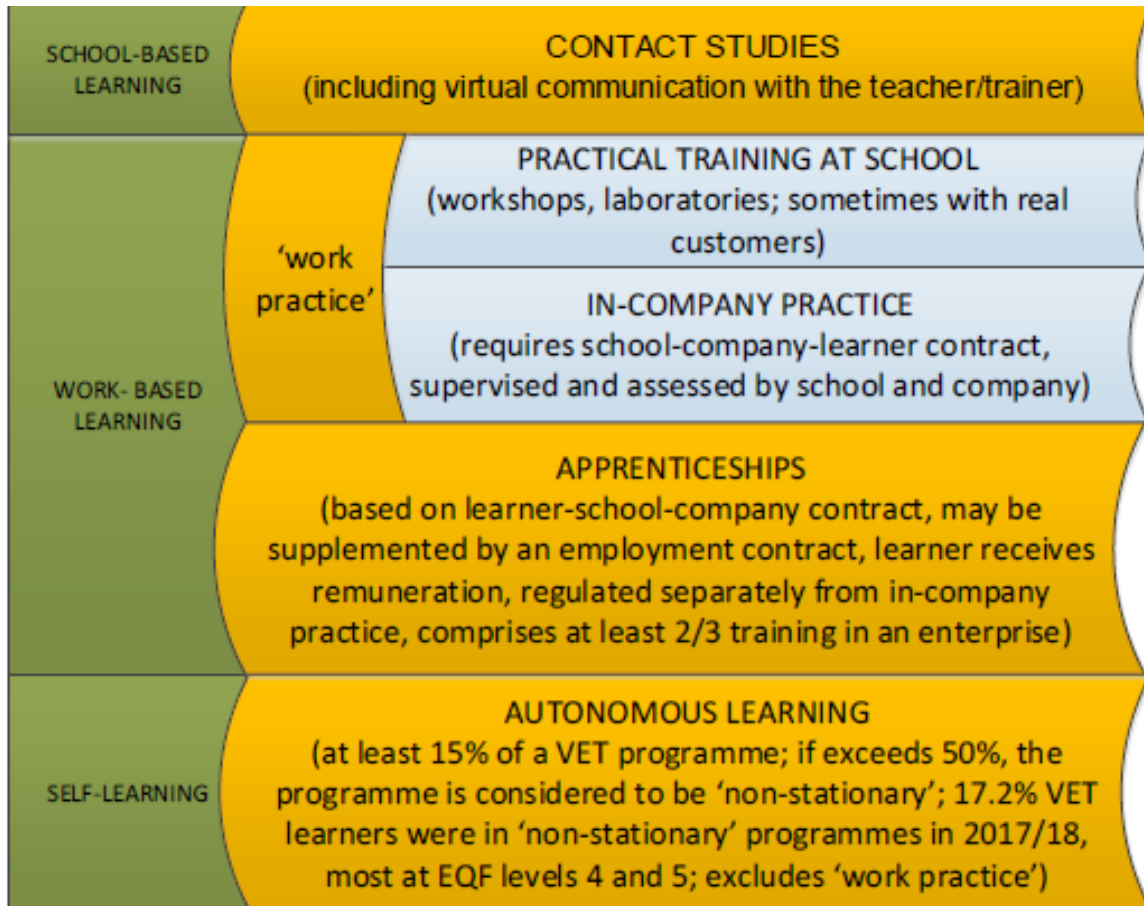 SCHOOL-BASED
LEARNING
CONTACT STUDIES
(including virtual communication with the teacher/trainer)
WORK- BASED
LEARNING
‘work
practice’
PRACTICAL TRAINING AT SCHOOL
(workshops, laboratories; sometimes with real
customers)
IN-COMPANY PRACTICE
(requires school-company-learner contract,
supervised and assessed by school and company)
APPRENTICESHIPS
(based on learner-school-company contract, may be
supplemented by an employment contract, learner receives
remuneration, regulated separately from in-company
practice, comprises at least 2/3 training in an enterprise)
SELF-LEARNING
AUTONOMOUS LEARNING
(at least 15% of a VET programme; if exceeds 50%, the
programme is considered to be ‘non-stationary’; 17.2% VET
learners were in ‘non-stationary’ programmes in 2017/18,
most at EQF levels 4 and 5; excludes ‘work practice’)